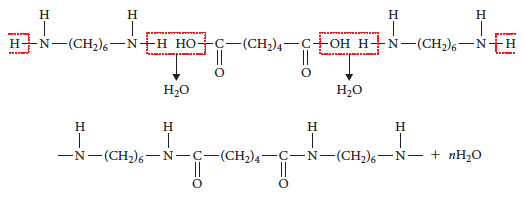 H H H H
H–N–(CH₂)₆–N–H HO–C–(CH₂)₄–C–OH H–N–(CH₂)₆–N–H
O O
H₂O H₂O
H H H H
–N–(CH₂)₆–N–C–(CH₂)₄–C–N–(CH₂)₆–N– + nH₂O
O O